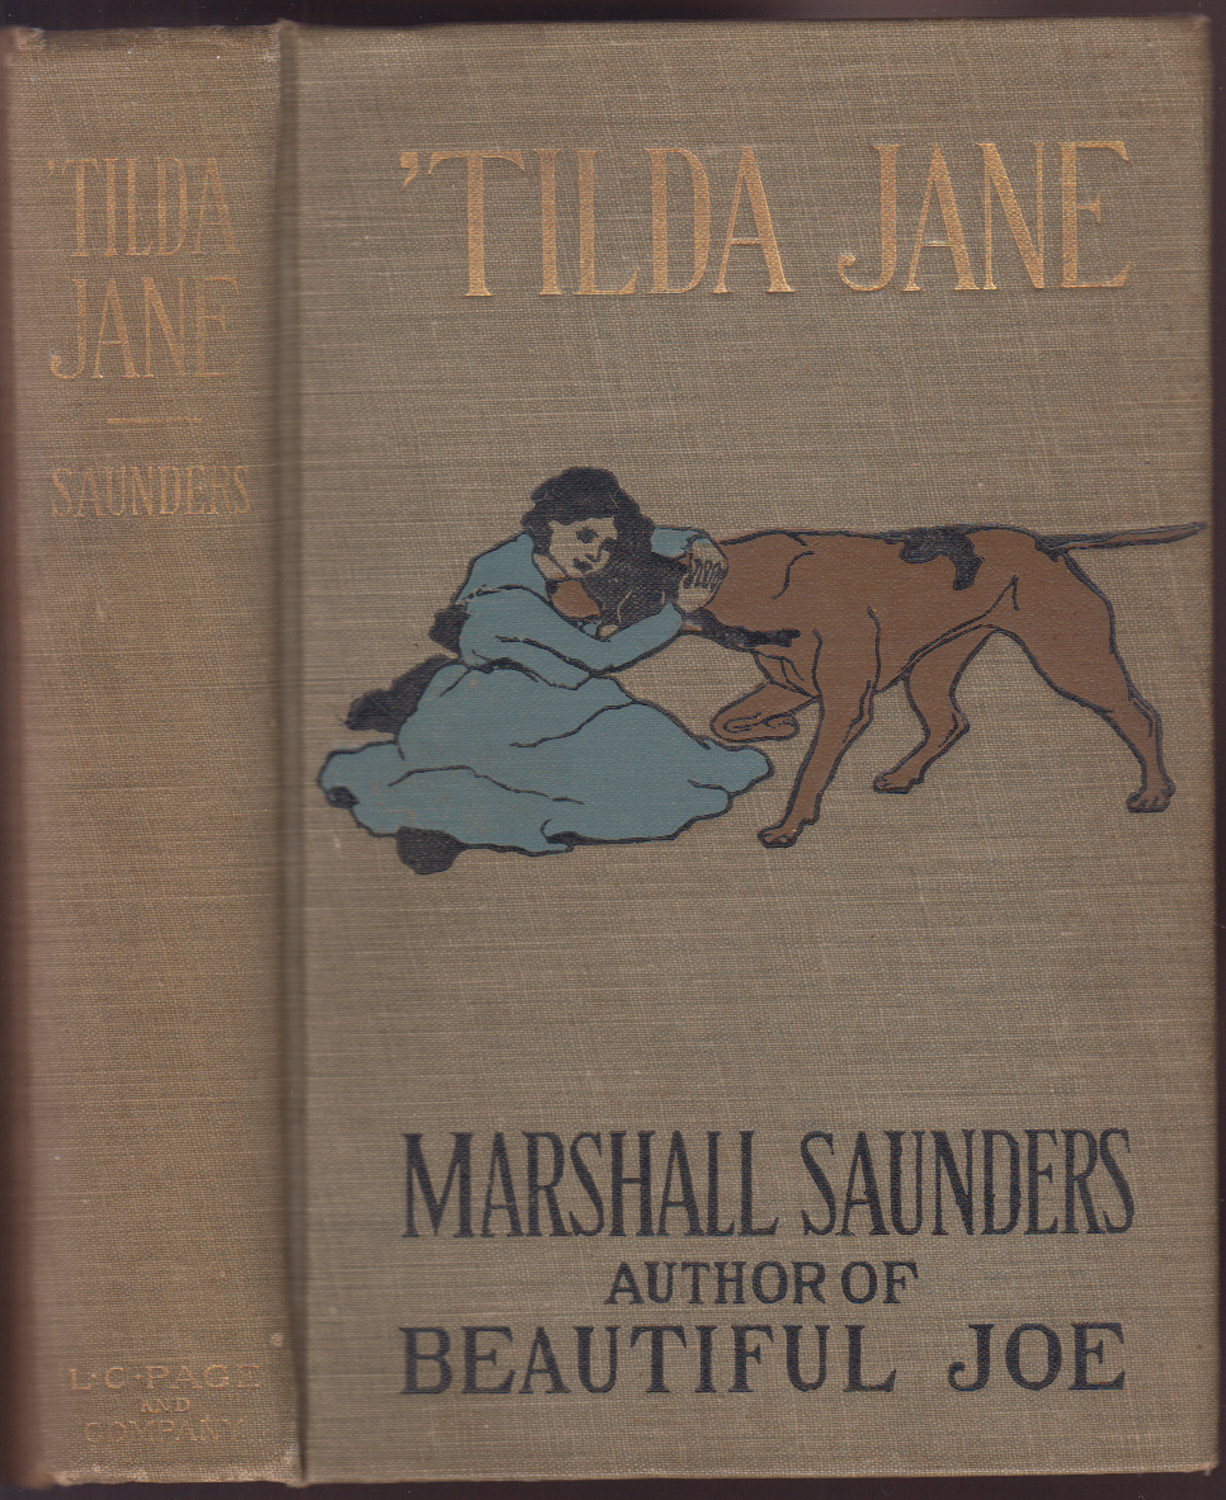 'TILDA
JANE
SAUNDERS
L·C·PAGE
AND
COMPANY
'TILDA JANE
MARSHALL SAUNDERS
AUTHOR OF
BEAUTIFUL JOE